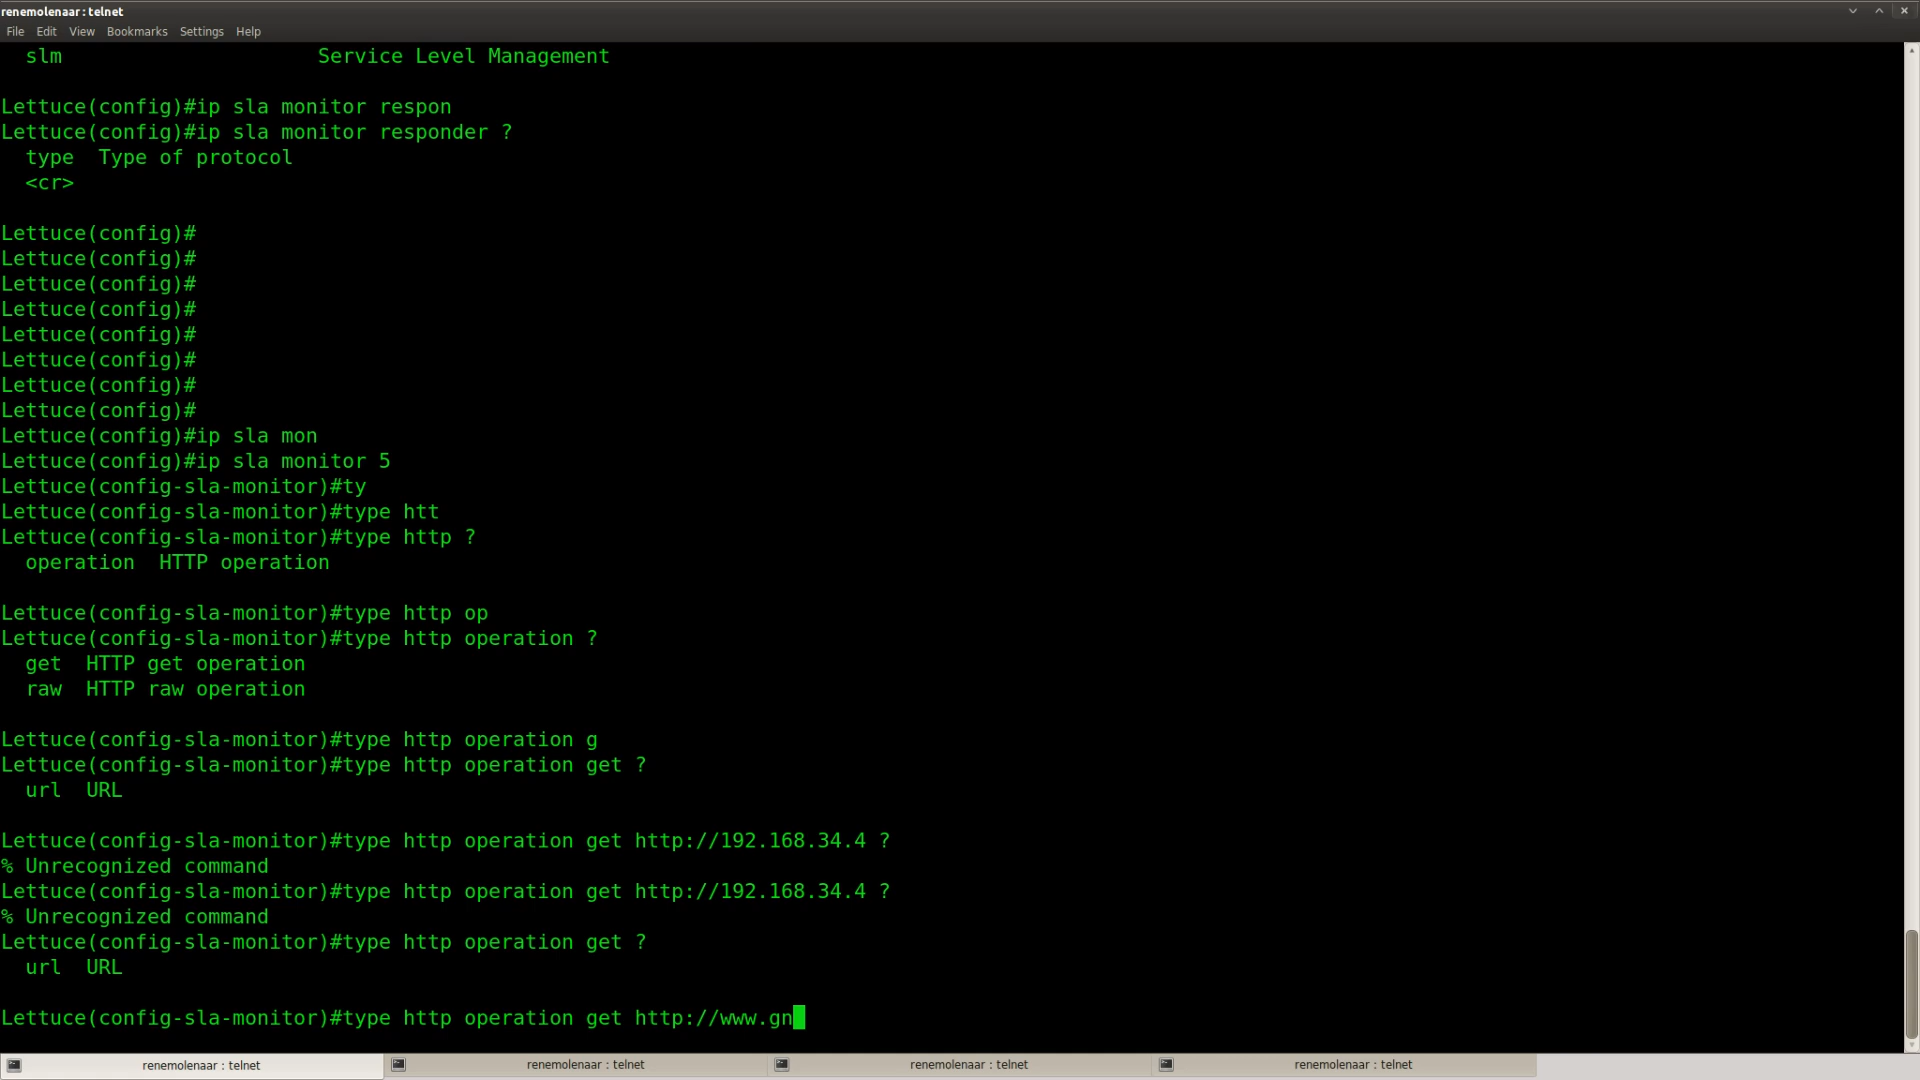 renemolenaar : telnet
File Edit View Bookmarks Settings Help
slm Service Level Management
Lettuce(config)#ip sla monitor respon
Lettuce(config)#ip sla monitor responder ?
type Type of protocol
<cr>
Lettuce(config)#
Lettuce(config)#
Lettuce(config)#
Lettuce(config)#
Lettuce(config)#
Lettuce(config)#
Lettuce(config)#
Lettuce(config)#
Lettuce(config)#ip sla mon
Lettuce(config)#ip sla monitor 5
Lettuce(config-sla-monitor)#ty
Lettuce(config-sla-monitor)#type htt
Lettuce(config-sla-monitor)#type http ?
operation HTTP operation
Lettuce(config-sla-monitor)#type http op
Lettuce(config-sla-monitor)#type http operation ?
get HTTP get operation
raw HTTP raw operation
Lettuce(config-sla-monitor)#type http operation g
Lettuce(config-sla-monitor)#type http operation get ?
url URL
Lettuce(config-sla-monitor)#type http operation get http://192.168.34.4 ?
% Unrecognized command
Lettuce(config-sla-monitor)#type http operation get http://192.168.34.4 ?
% Unrecognized command
Lettuce(config-sla-monitor)#type http operation get ?
url URL
Lettuce(config-sla-monitor)#type http operation get http://www.gn
renemolenaar : telnet renemolenaar : telnet renemolenaar : telnet renemolenaar : telnet